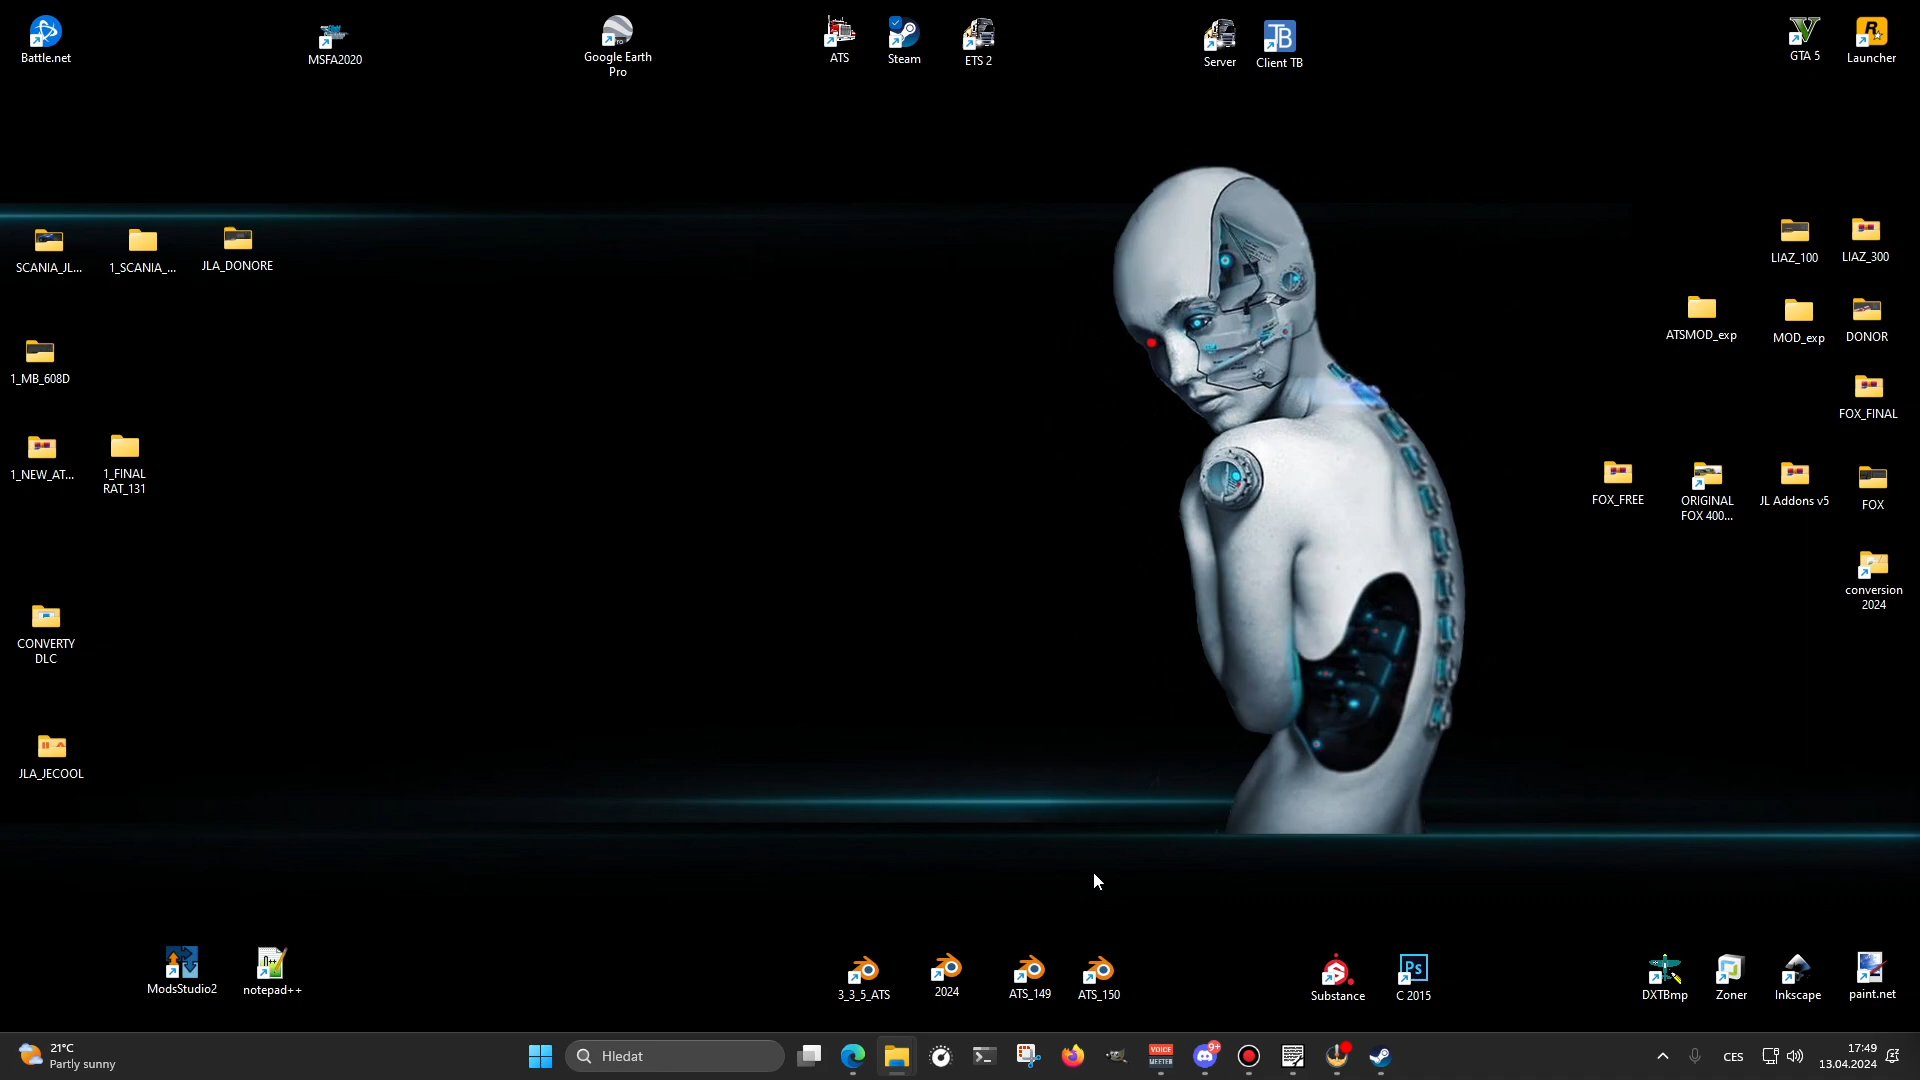 Battle.net
MSFA2020
Google Earth
Pro
ATS
Steam
ETS 2
Server
Client TB
GTA 5
Launcher
SCANIA_JL...
1_SCANIA_...
JLA_DONORE
LIAZ_100
LIAZ_300
ATSMOD_exp
MOD_exp
DONOR
1_MB_608D
FOX_FINAL
1_NEW_AT...
1_FINAL
RAT_131
FOX_FREE
ORIGINAL
FOX 400...
JL Addons v5
FOX
conversion
2024
CONVERTY
DLC
JLA_JECOOL
ModsStudio2
notepad++
3_3_5_ATS
2024
ATS_149
ATS_150
Substance
C 2015
DXTBmp
Zoner
Inkscape
paint.net
21°C
Partly sunny
Hledat
VOICE
MEETER
9+
CES
17:49
13.04.2024